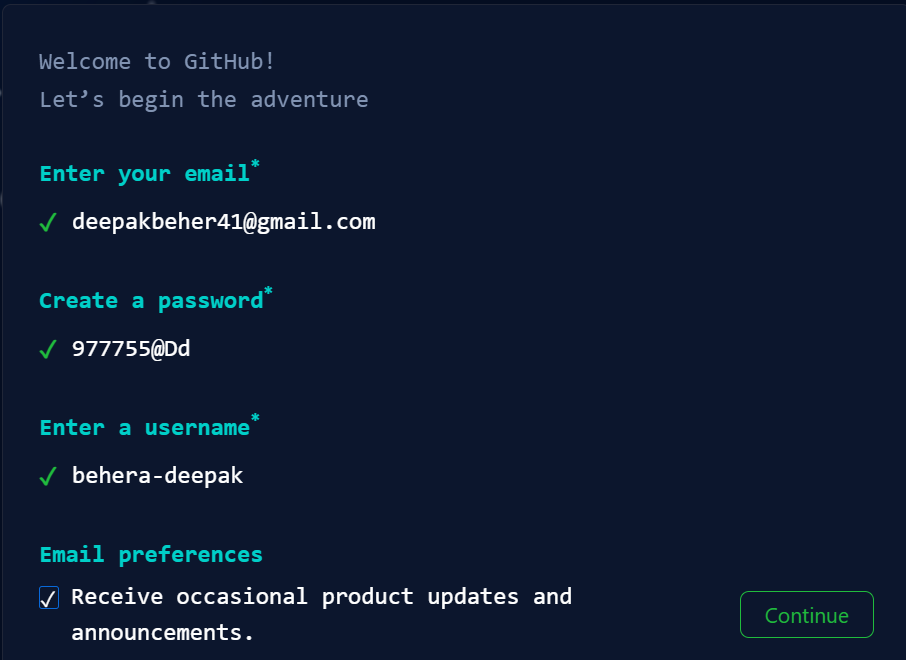 Welcome to GitHub!
Let’s begin the adventure
Enter your email*
✓ deepakbeher41@gmail.com
Create a password*
✓ 977755@Dd
Enter a username*
✓ behera-deepak
Email preferences
Receive occasional product updates and
announcements.
Continue